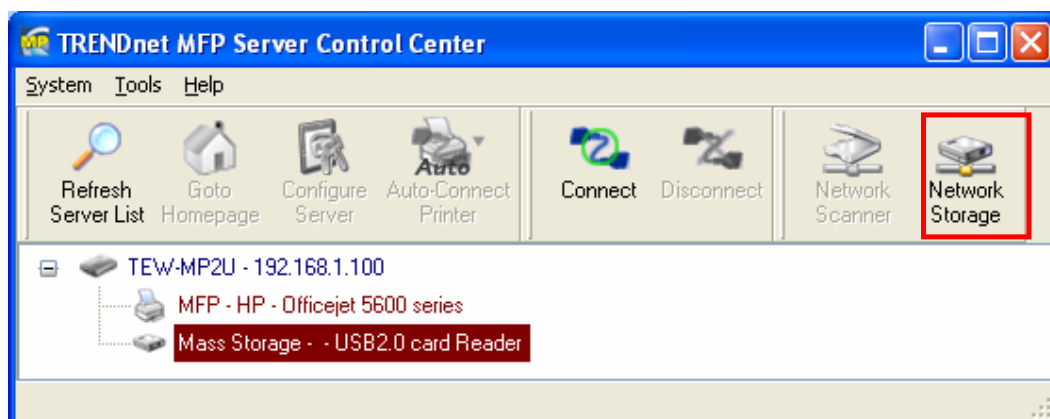 TRENDnet MFP Server Control Center
System Tools Help
Refresh Server List
Goto Homepage
Configure Server
Auto
Auto-Connect Printer
Connect
Disconnect
Network Scanner
Network Storage
TEW-MP2U - 192.168.1.100
MFP - HP - Officejet 5600 series
Mass Storage - - USB2.0 card Reader